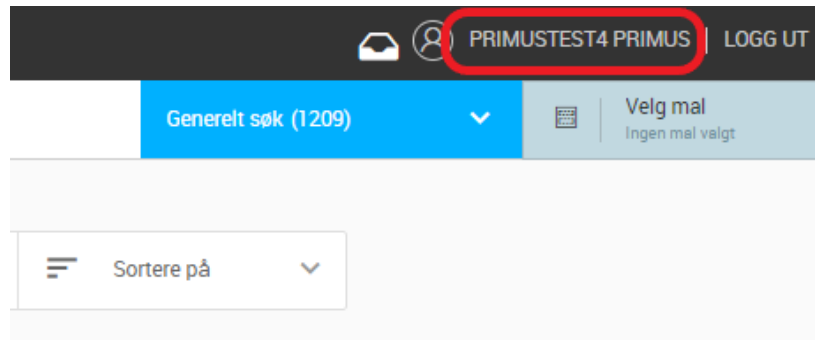 PRIMUSTEST4 PRIMUS | LOGG UT
Generelt søk (1209)
Velg mal
Ingen mal valgt
Sortere på